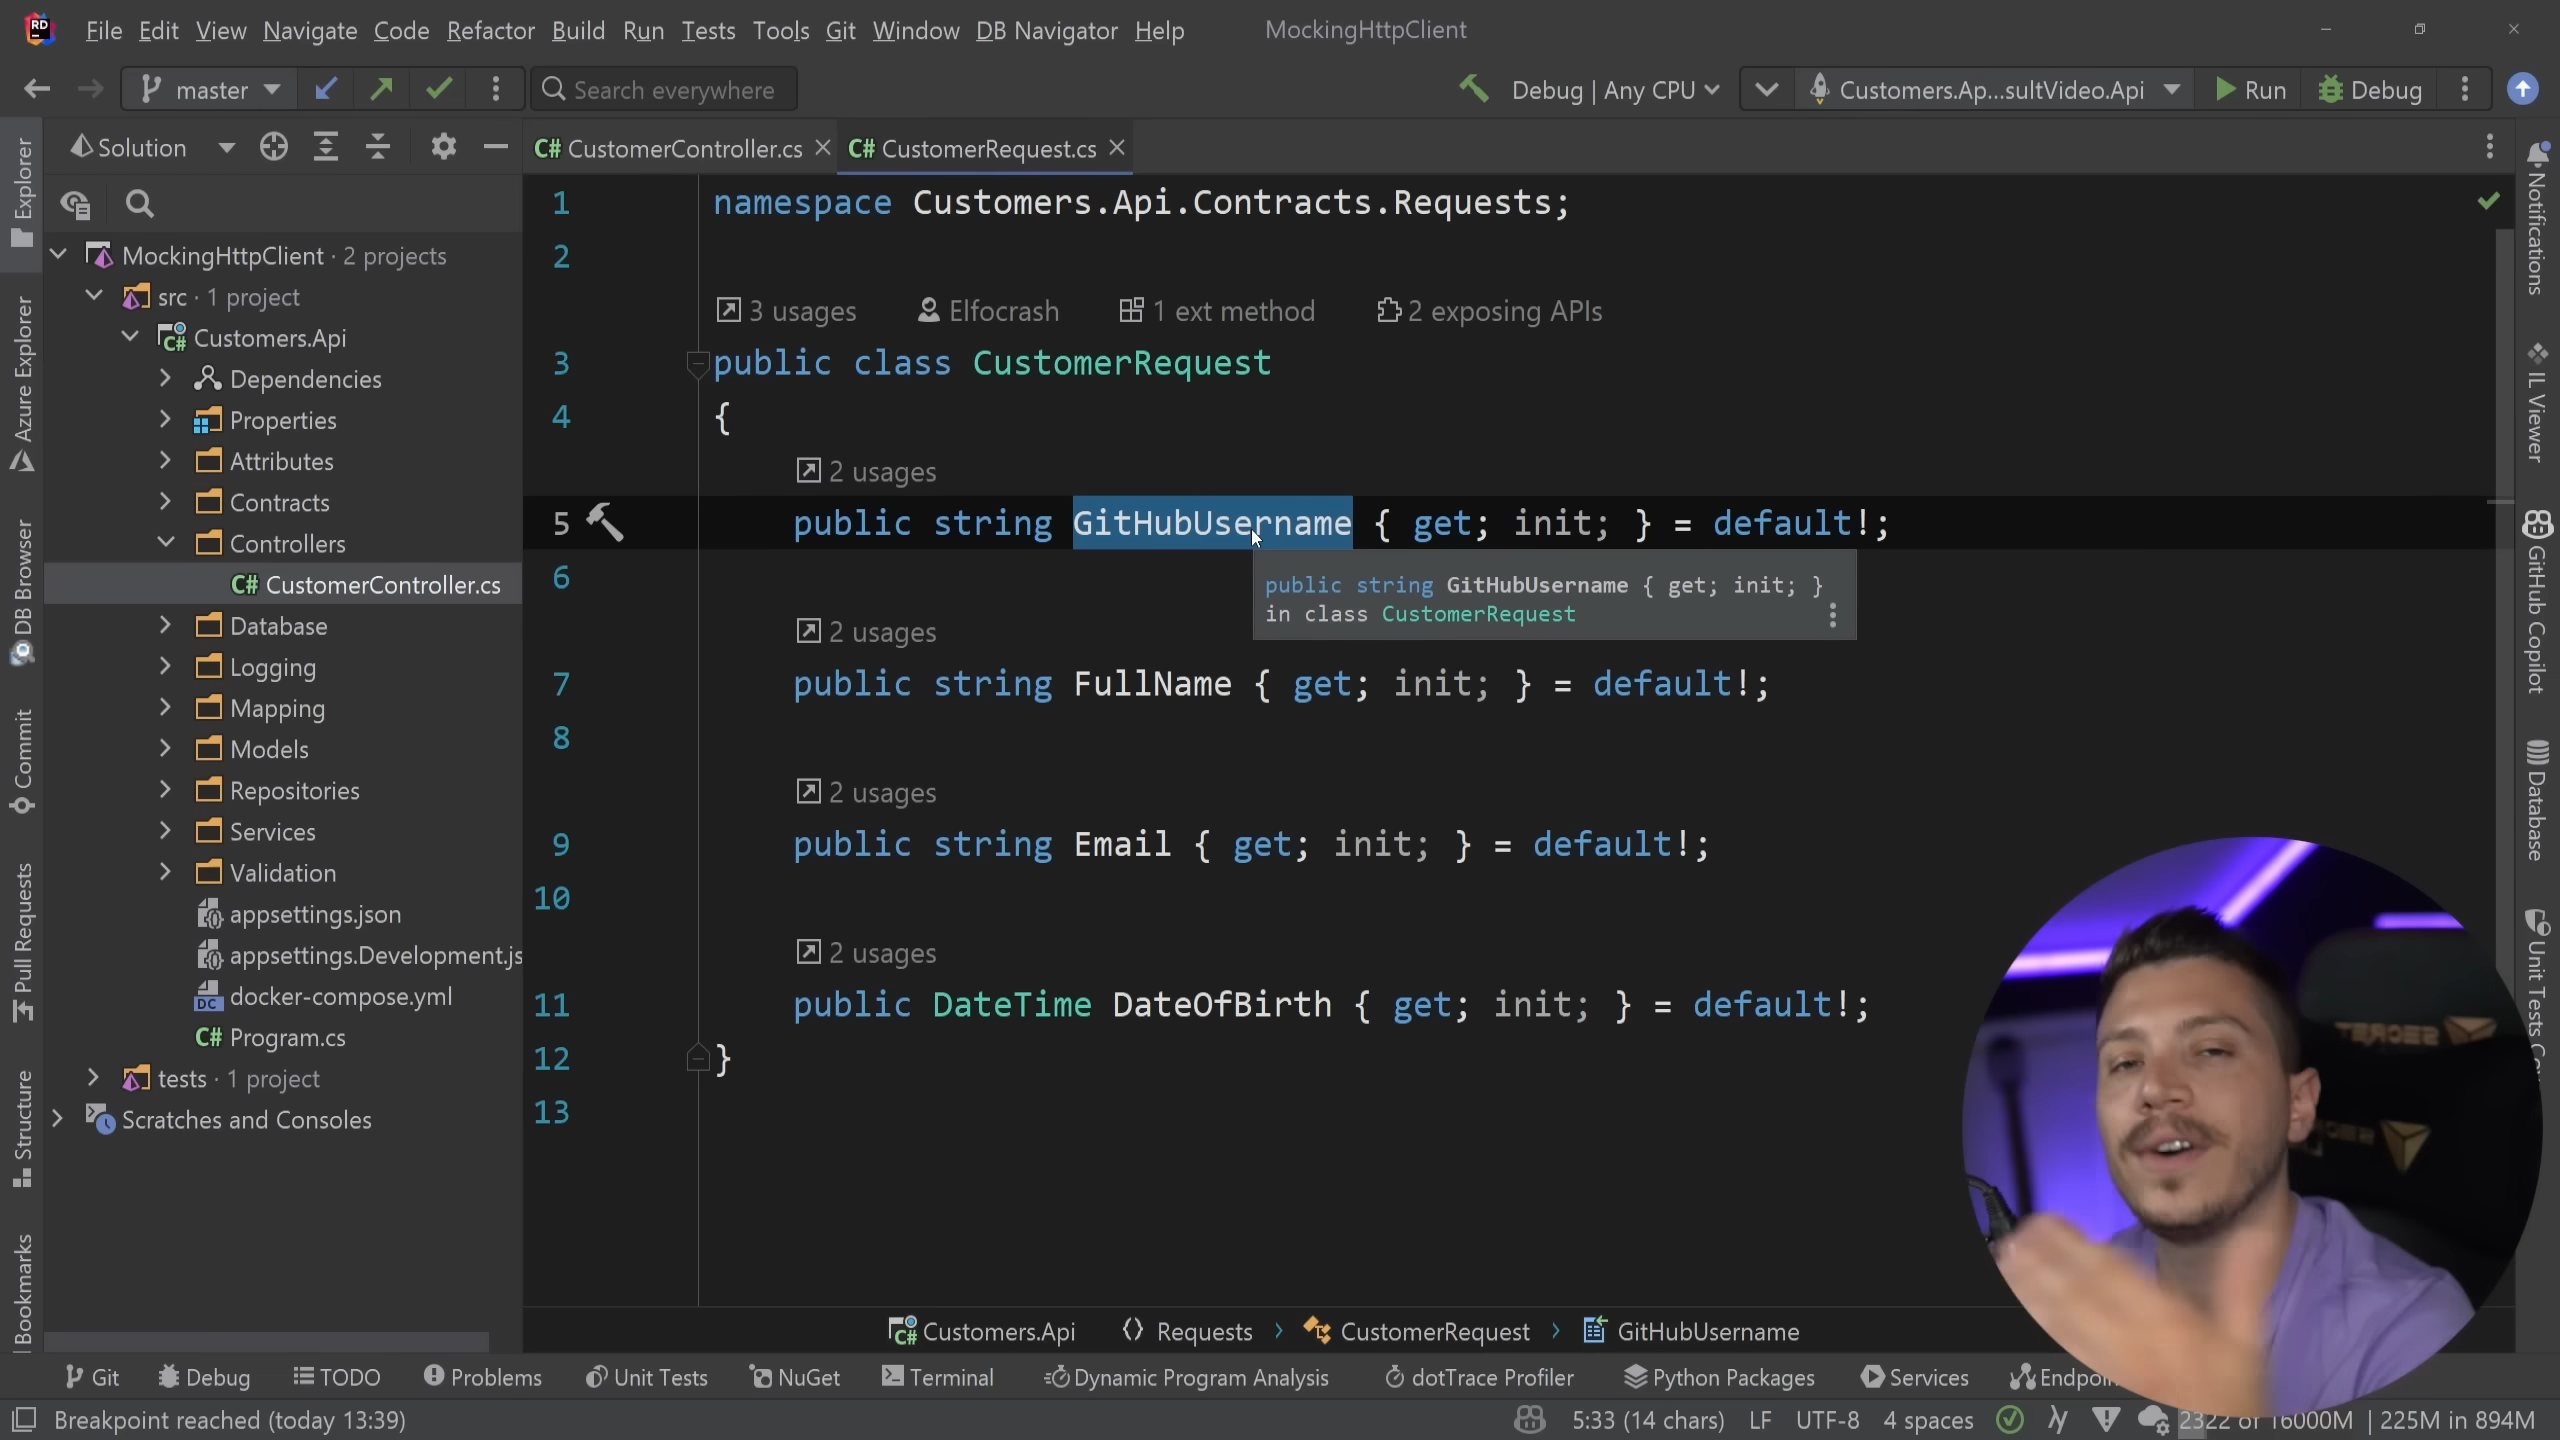 File Edit View Navigate Code Refactor Build Run Tests Tools Git Window DB Navigator Help MockingHttpClient
master Search everywhere Debug | Any CPU Customers.Ap...sultVideo.Api Run Debug
Solution
C# CustomerController.cs C# CustomerRequest.cs
Explorer
Azure Explorer
DB Browser
Commit
Pull Requests
Structure
Bookmarks
MockingHttpClient · 2 projects
src · 1 project
Customers.Api
Dependencies
Properties
Attributes
Contracts
Controllers
C# CustomerController.cs
Database
Logging
Mapping
Models
Repositories
Services
Validation
appsettings.json
appsettings.Development.js
docker-compose.yml
C# Program.cs
tests · 1 project
Scratches and Consoles
1 namespace Customers.Api.Contracts.Requests;
2
3 usages Elfocrash 1 ext method 2 exposing APIs
3 public class CustomerRequest
4 {
2 usages
5 public string GitHubUsername { get; init; } = default!;
public string GitHubUsername { get; init; }
in class CustomerRequest
6
2 usages
7 public string FullName { get; init; } = default!;
8
2 usages
9 public string Email { get; init; } = default!;
10
2 usages
11 public DateTime DateOfBirth { get; init; } = default!;
12 }
13
Notifications
IL Viewer
GitHub Copilot
Database
Unit Tests
SECRET
Customers.Api Requests CustomerRequest GitHubUsername
Git Debug TODO Problems Unit Tests NuGet Terminal Dynamic Program Analysis dotTrace Profiler Python Packages Services
Breakpoint reached (today 13:39) 5:33 (14 chars) LF UTF-8 4 spaces 2322 of 16000M | 225M in 894M